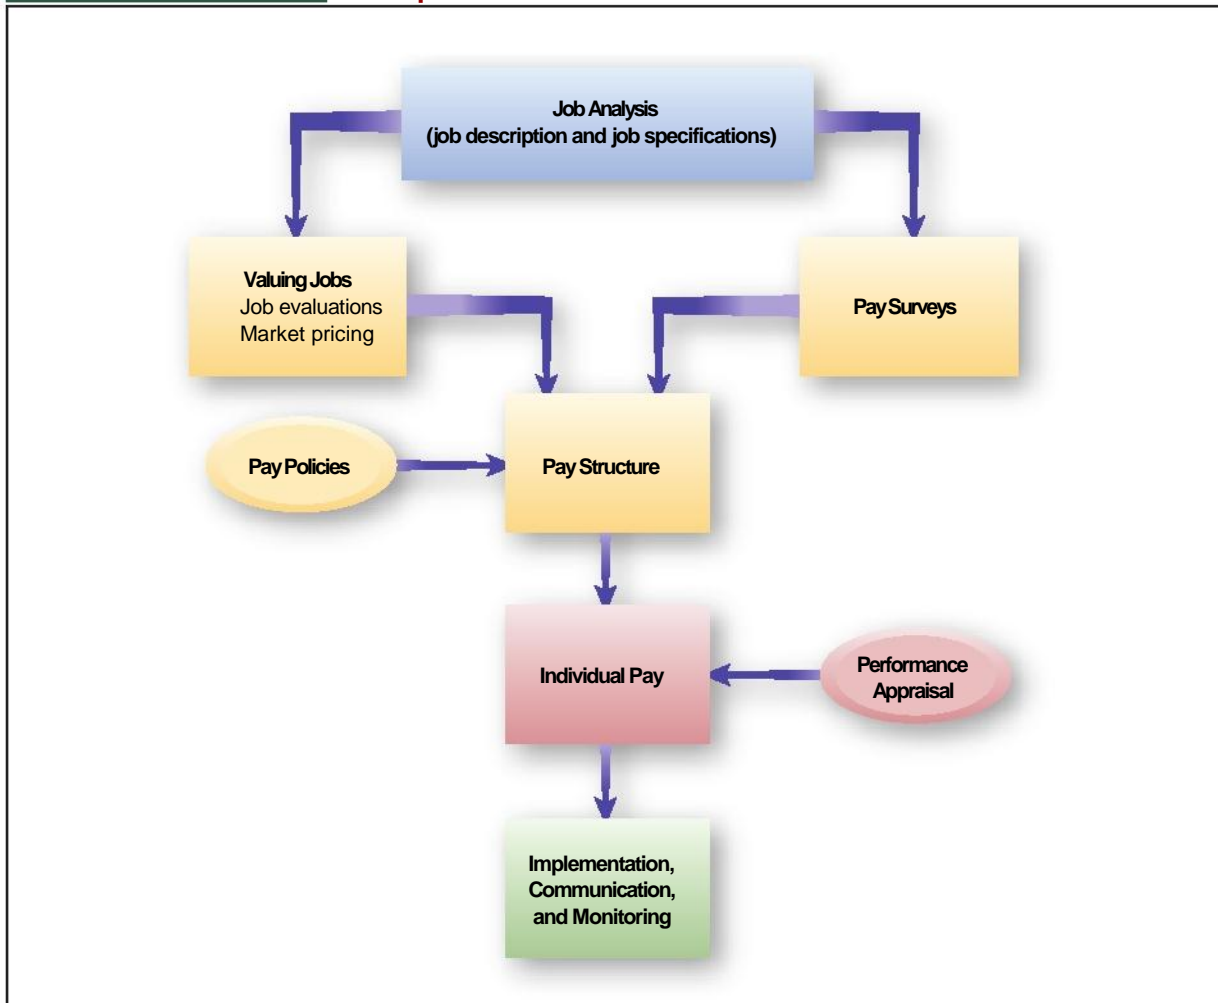 Job Analysis
(job description and job specifications)
Valuing Jobs
Job evaluations
Market pricing
Pay Surveys
Pay Policies
Pay Structure
Individual Pay
Performance
Appraisal
Implementation,
Communication,
and Monitoring